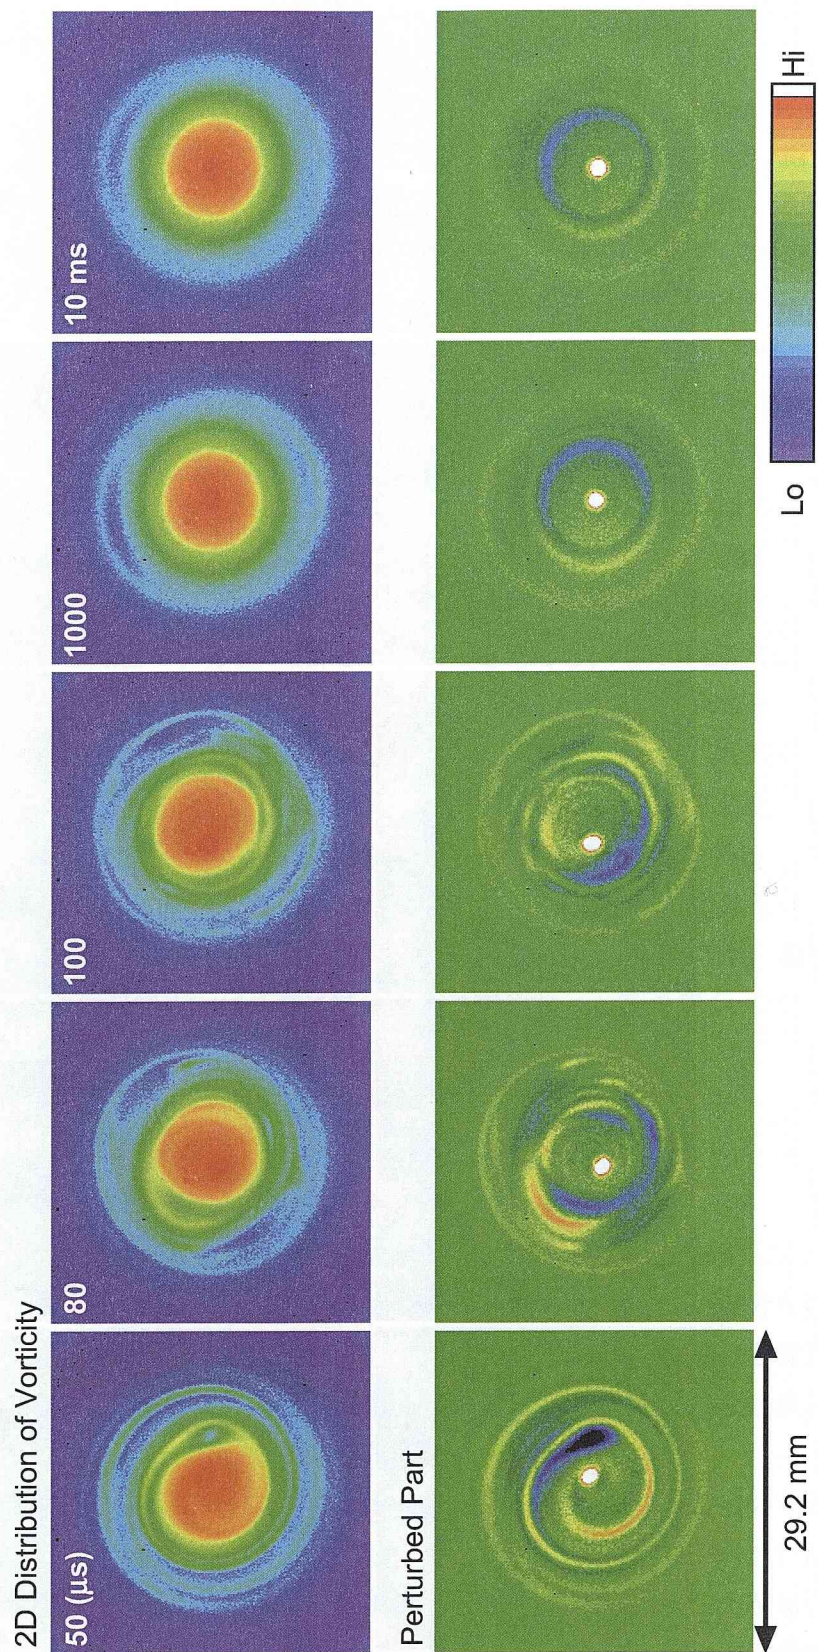 2D Distribution of Vorticity
50 (µs)
80
100
1000
10 ms
Perturbed Part
29.2 mm
Lo
Hi